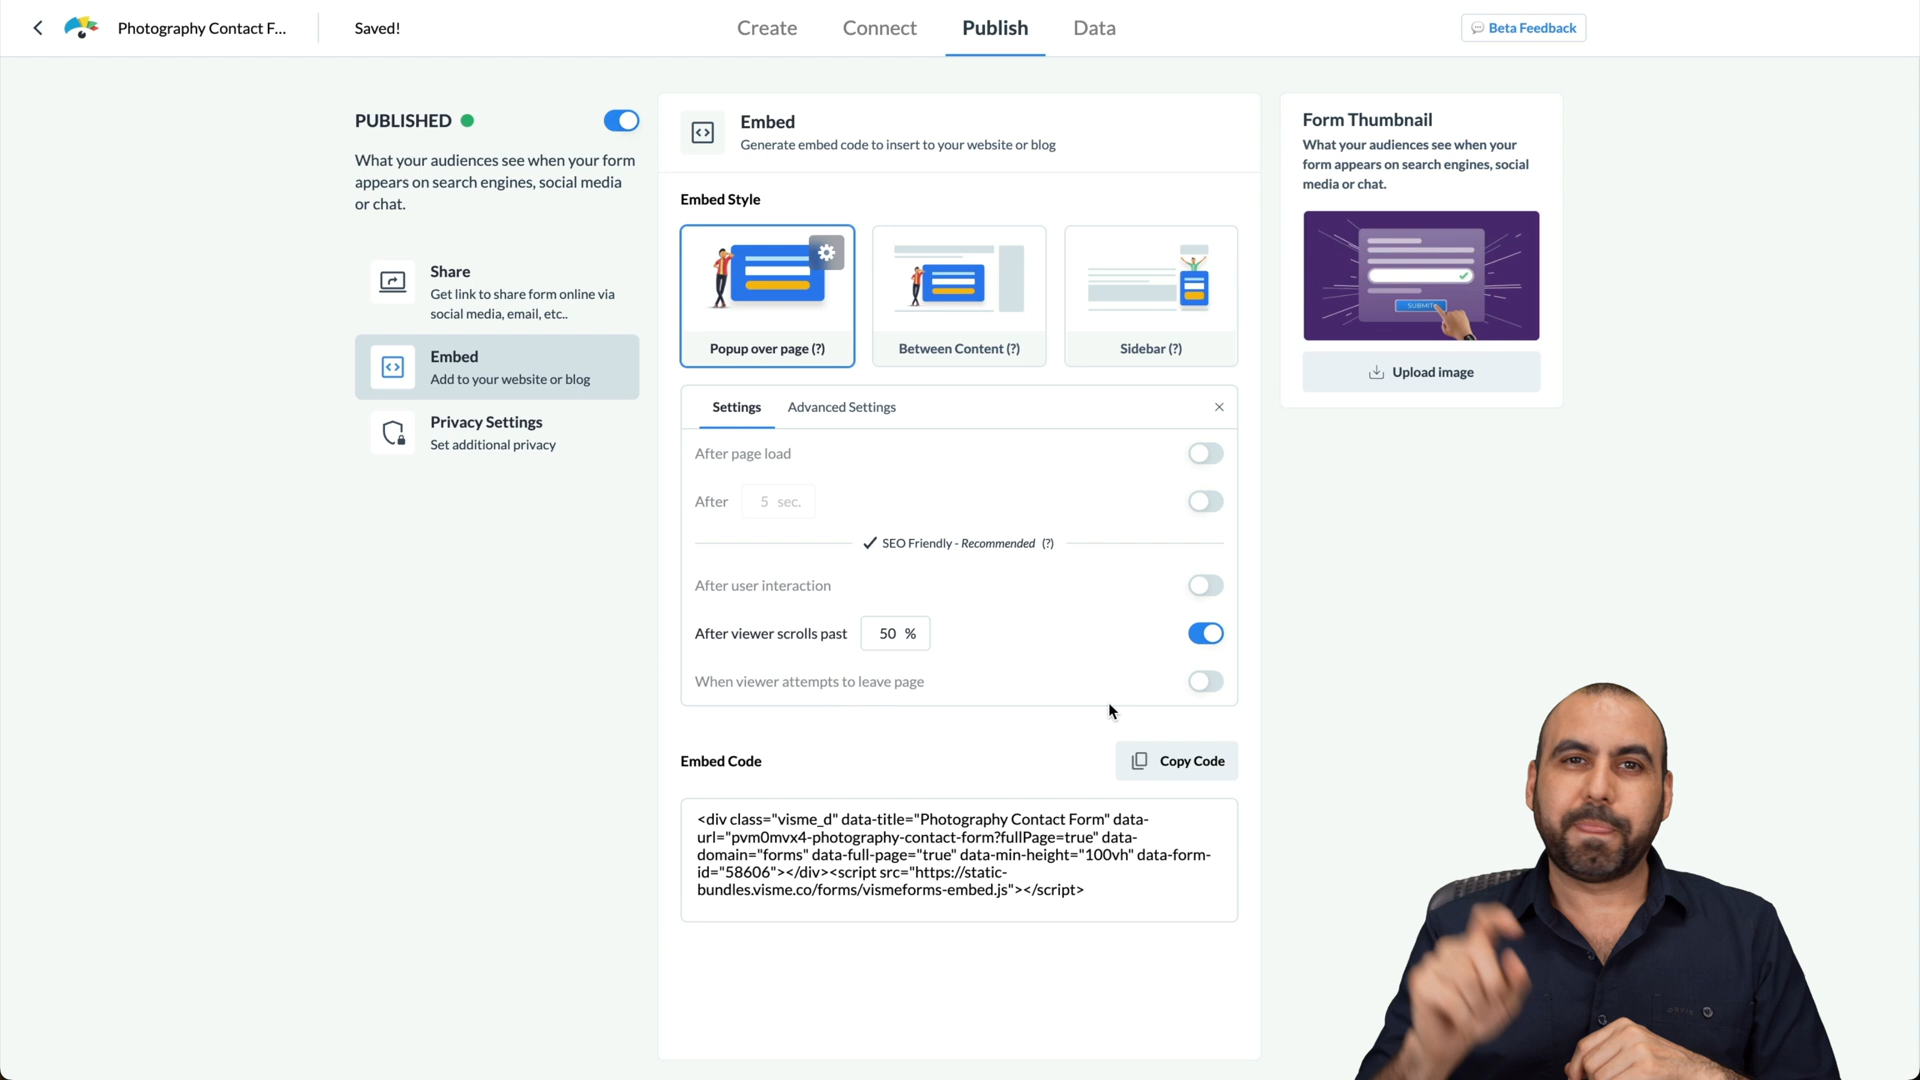 Photography Contact F...
Saved!
Create
Connect
Publish
Data
Beta Feedback
PUBLISHED
What your audiences see when your form
appears on search engines, social media
or chat.
Share
Get link to share form online via
social media, email, etc..
Embed
Add to your website or blog
Privacy Settings
Set additional privacy
Embed
Generate embed code to insert to your website or blog
Embed Style
Popup over page (?)
Between Content (?)
Sidebar (?)
Settings
Advanced Settings
After page load
After 5 sec.
SEO Friendly - Recommended (?)
After user interaction
After viewer scrolls past 50 %
When viewer attempts to leave page
Embed Code
Copy Code
<div class="visme_d" data-title="Photography Contact Form" data-
url="pvm0mvx4-photography-contact-form?fullPage=true" data-
domain="forms" data-full-page="true" data-min-height="100vh" data-form-
id="58606"></div><script src="https://static-
bundles.visme.co/forms/vismeforms-embed.js"></script>
Form Thumbnail
What your audiences see when your
form appears on search engines, social
media or chat.
SUBMIT
Upload image